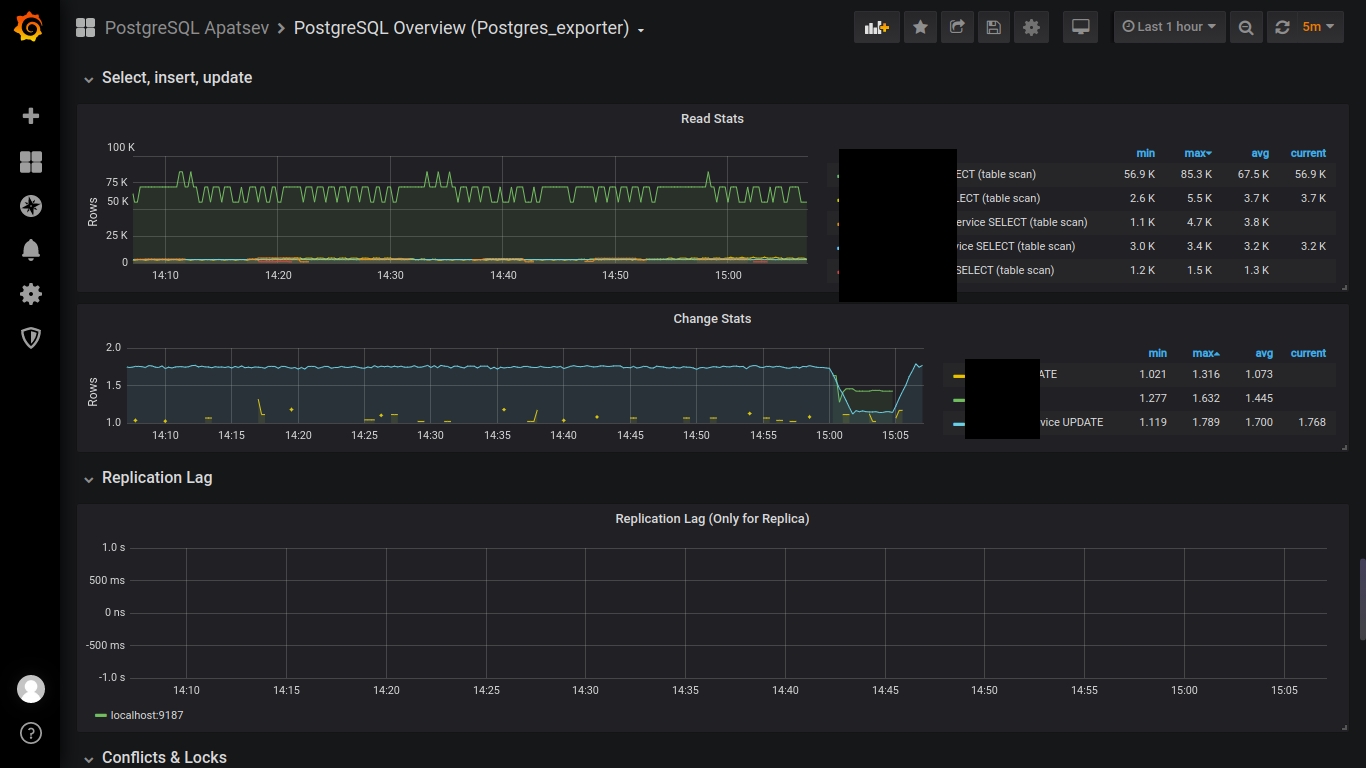 PostgreSQL Apatsev > PostgreSQL Overview (Postgres_exporter)
Last 1 hour
5m
Select, insert, update
Read Stats
100 K
75 K
50 K
25 K
0
Rows
14:10 14:20 14:30 14:40 14:50 15:00
min max avg current
ECT (table scan) 56.9 K 85.3 K 67.5 K 56.9 K
LECT (table scan) 2.6 K 5.5 K 3.7 K 3.7 K
ervice SELECT (table scan) 1.1 K 4.7 K 3.8 K
vice SELECT (table scan) 3.0 K 3.4 K 3.2 K 3.2 K
SELECT (table scan) 1.2 K 1.5 K 1.3 K
Change Stats
2.0
1.5
1.0
Rows
14:10 14:15 14:20 14:25 14:30 14:35 14:40 14:45 14:50 14:55 15:00 15:05
min max avg current
ATE 1.021 1.316 1.073
1.277 1.632 1.445
vice UPDATE 1.119 1.789 1.700 1.768
Replication Lag
Replication Lag (Only for Replica)
1.0 s
500 ms
0 ns
-500 ms
-1.0 s
14:10 14:15 14:20 14:25 14:30 14:35 14:40 14:45 14:50 14:55 15:00 15:05
localhost:9187
Conflicts & Locks